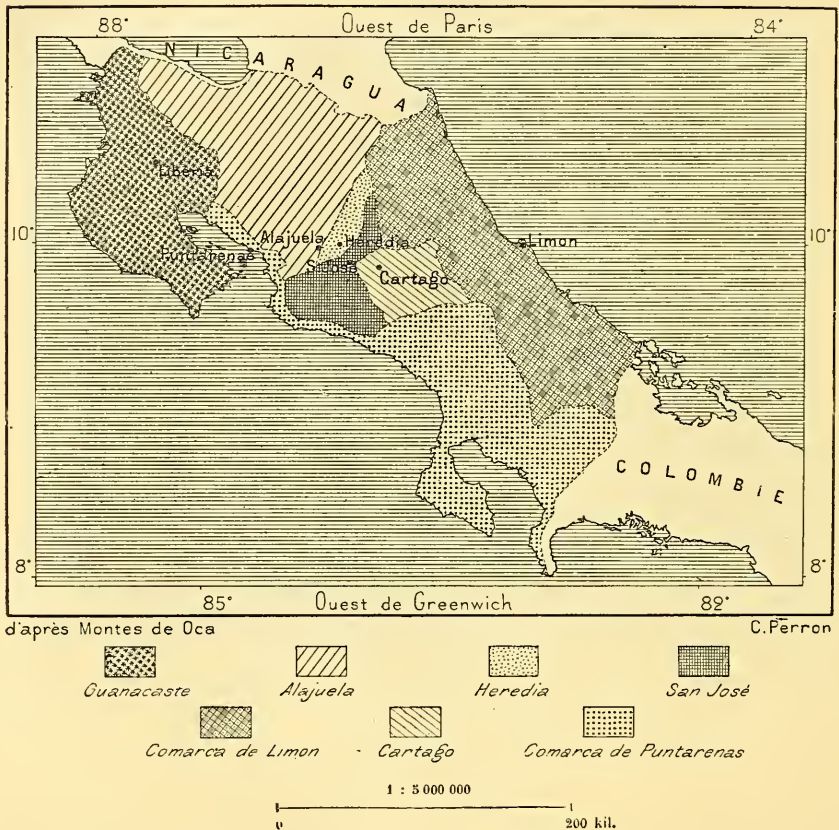 88° Ouest de Paris 84°
NICARAGUA
Liberia
10° 10°
Alajuela Heredia Limon
Puntarenas S. José Cartago
COLOMBIE
8° 8°
85° Ouest de Greenwich 82°
d'après Montes de Oca C. Perron
Guanacaste Alajuela Heredia San José
Comarca de Limon Cartago Comarca de Puntarenas
1 : 5 000 000
0 200 kil.